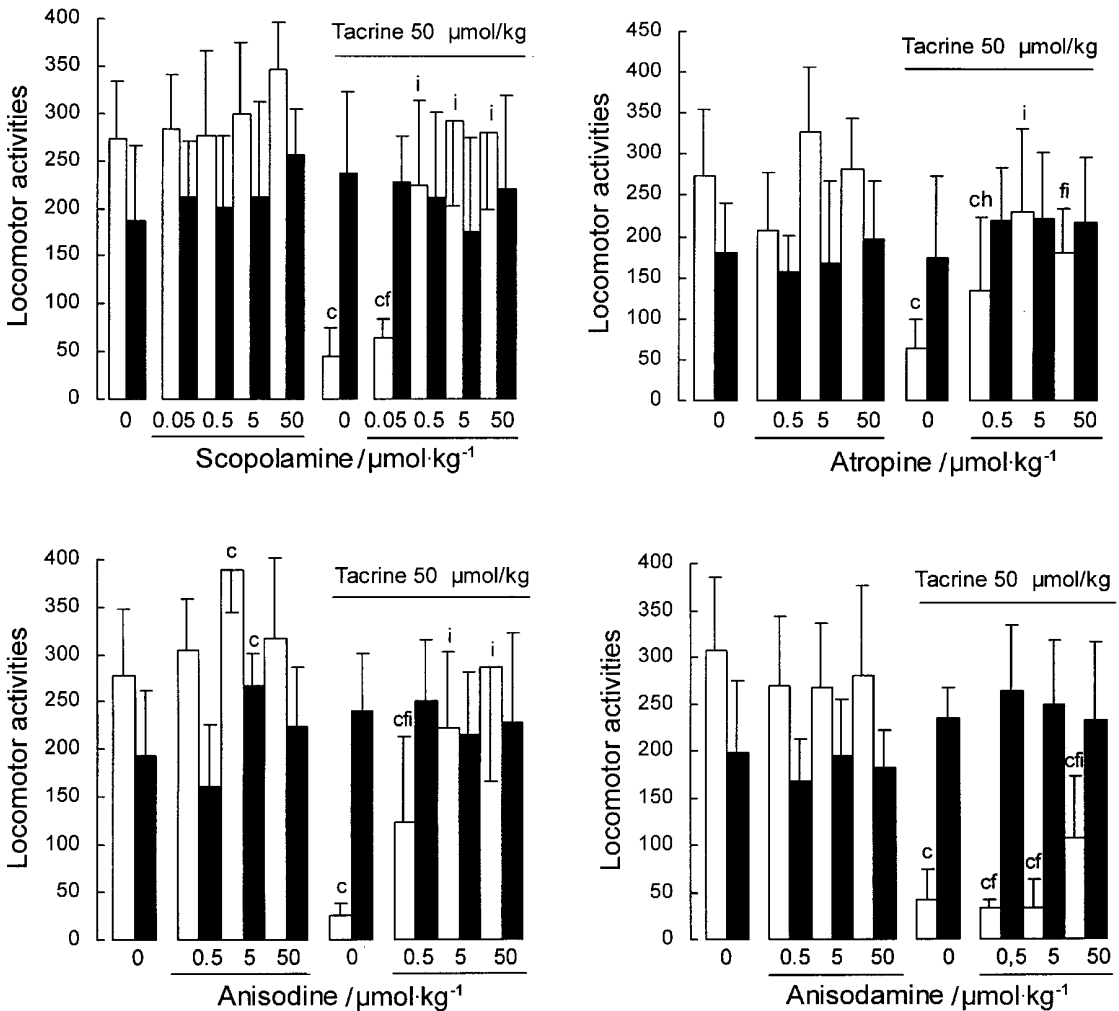 Tacrine 50 µmol/kg
400
350
300
250
200
150
100
50
0
Locomotor activities
c
cf
i
i
i
0
0.05
0.5
5
50
0
0.05
0.5
5
50
Scopolamine /µmol·kg⁻¹
Tacrine 50 µmol/kg
450
400
350
300
250
200
150
100
50
0
Locomotor activities
c
ch
i
fi
0
0.5
5
50
0
0.5
5
50
Atropine /µmol·kg⁻¹
Tacrine 50 µmol/kg
400
350
300
250
200
150
100
50
0
Locomotor activities
c
c
c
cfi
i
i
0
0.5
5
50
0
0.5
5
50
Anisodine /µmol·kg⁻¹
Tacrine 50 µmol/kg
400
350
300
250
200
150
100
50
0
Locomotor activities
c
cf
cf
cfi
0
0.5
5
50
0
0,5
5
50
Anisodamine /µmol·kg⁻¹